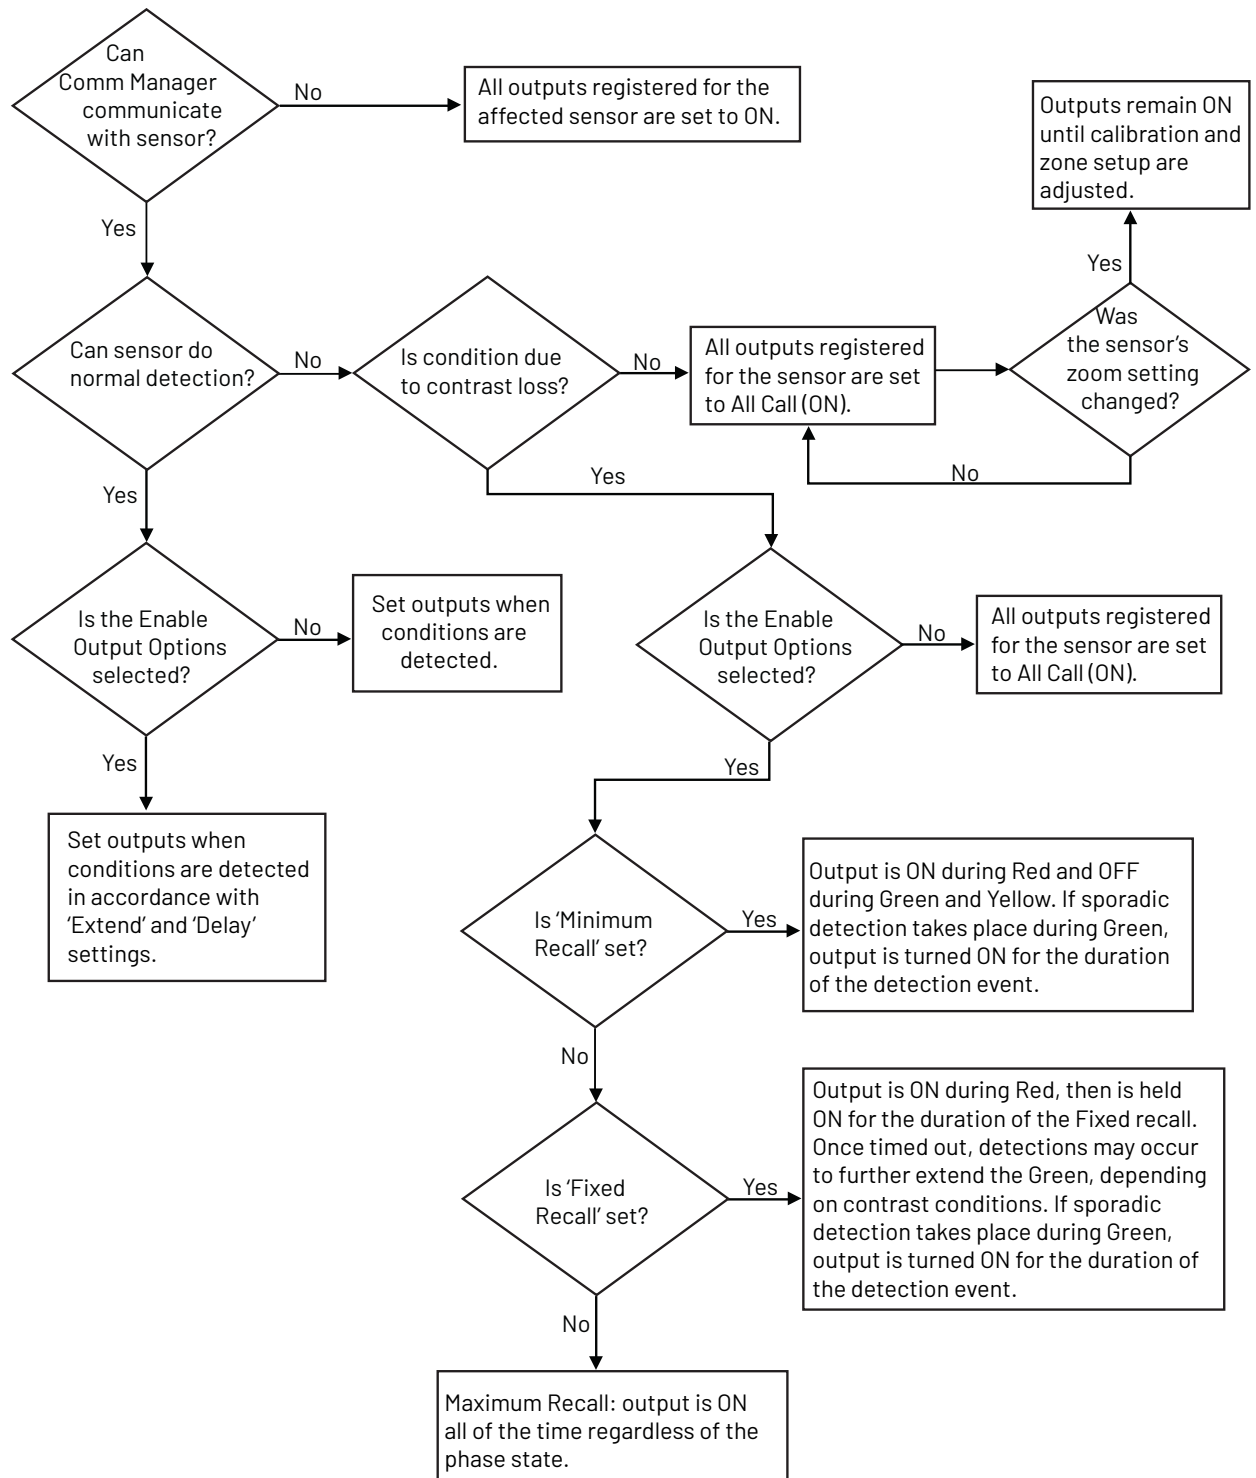 Can
Comm Manager
communicate
with sensor?
No
All outputs registered for the
affected sensor are set to ON.
Outputs remain ON
until calibration and
zone setup are
adjusted.
Yes
Yes
Can sensor do
normal detection?
No
Is condition due
to contrast loss?
No
All outputs registered
for the sensor are set
to All Call (ON).
Was
the sensor's
zoom setting
changed?
No
Yes
Yes
Is the Enable
Output Options
selected?
No
Set outputs when
conditions are
detected.
Is the Enable
Output Options
selected?
No
All outputs registered
for the sensor are set
to All Call (ON).
Yes
Yes
Set outputs when
conditions are detected
in accordance with
‘Extend’ and ‘Delay’
settings.
Is ‘Minimum
Recall’ set?
Yes
Output is ON during Red and OFF
during Green and Yellow. If sporadic
detection takes place during Green,
output is turned ON for the duration
of the detection event.
No
Is ‘Fixed
Recall’ set?
Yes
Output is ON during Red, then is held
ON for the duration of the Fixed recall.
Once timed out, detections may occur
to further extend the Green, depending
on contrast conditions. If sporadic
detection takes place during Green,
output is turned ON for the duration of
the detection event.
No
Maximum Recall: output is ON
all of the time regardless of the
phase state.